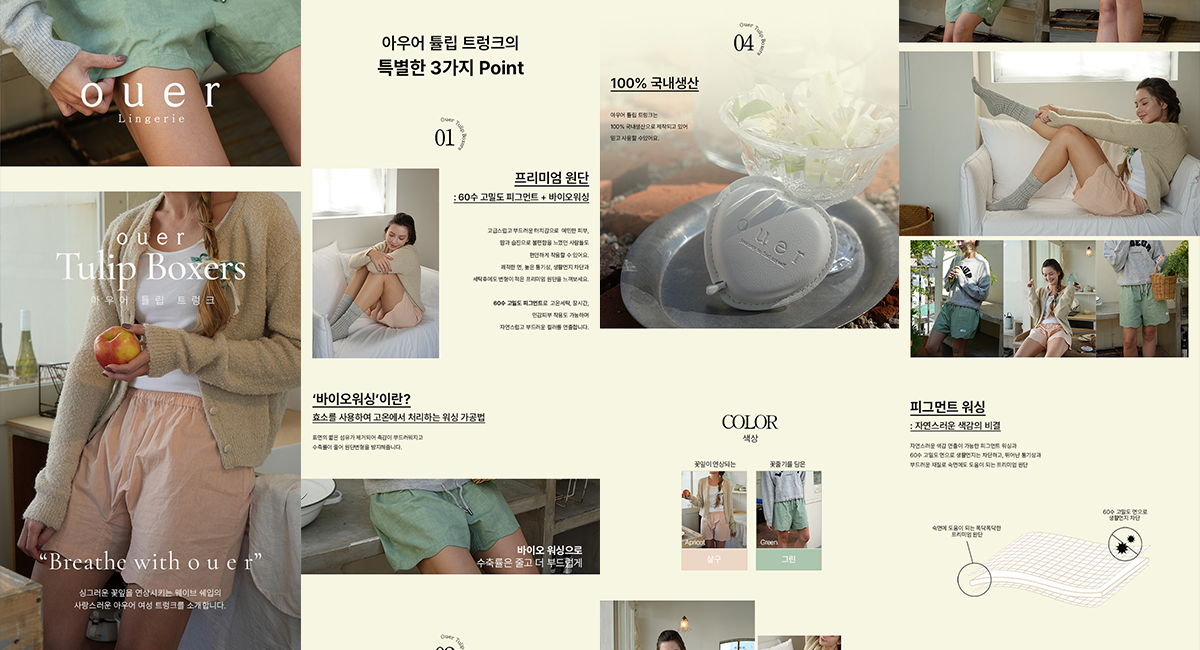 ouer
Lingerie
ouer
Tulip Boxers
아우어 튤립 트렁크
“Breathe with o u e r”
싱그러운 꽃잎을 연상시키는 웨이브 쉐입의
사랑스러운 아우어 여성 트렁크를 소개합니다.
아우어 튤립 트렁크의
특별한 3가지 Point
Ouer Tulip Boxers
01
프리미엄 원단
: 60수 고밀도 피그먼트 + 바이오워싱
고급스럽고 부드러운 터치감으로 예민한 피부,
땀과 습진으로 불편함을 느꼈던 사람들도
편안하게 착용할 수 있어요.
쾌적한 면, 높은 통기성, 생활먼지 차단과
세탁후에도 변형이 적은 프리미엄 원단을 느껴보세요.
60수 고밀도 피그먼트로 고온세탁, 장시간,
민감피부 착용도 가능하며
자연스럽고 부드러운 컬러를 연출합니다.
‘바이오워싱’이란?
효소를 사용하여 고온에서 처리하는 워싱 가공법
표면의 짧은 섬유가 제거되어 촉감이 부드러워지고
수축률이 줄어 원단변형을 방지해줍니다.
바이오 워싱으로
수축률은 줄고 더 부드럽게
Ouer Tulip
Ouer Tulip Boxers
04
100% 국내생산
아우어 튤립 트렁크는
100% 국내생산으로 제작되고 있어
믿고 사용할 수있어요.
ouer
COLOR
색상
꽃잎이 연상되는
꽃줄기를 담은
Apricot
Green
살구
그린
피그먼트 워싱
: 자연스러운 색감의 비결
자연스러운 색감 연출이 가능한 피그먼트 워싱과
60수 고밀도 면으로 생활먼지는 차단하고, 뛰어난 통기성과
부드러운 재질로 숙면에도 도움이 되는 프리미엄 원단
60수 고밀도 면으로
생활먼지 차단
숙면에 도움이 되는 톡닥톡닥한
프리미엄 원단